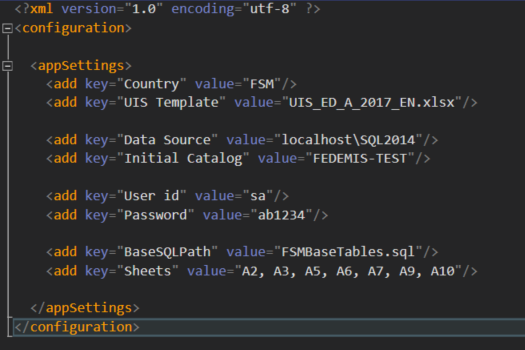 <?xml version="1.0" encoding="utf-8" ?>
<configuration>
<appSettings>
<add key="Country" value="FSM"/>
<add key="UIS Template" value="UIS_ED_A_2017_EN.xlsx"/>
<add key="Data Source" value="localhost\SQL2014"/>
<add key="Initial Catalog" value="FEDEMIS-TEST"/>
<add key="User id" value="sa"/>
<add key="Password" value="ab1234"/>
<add key="BaseSQLPath" value="FSMBaseTables.sql"/>
<add key="Sheets" value="A2, A3, A5, A6, A7, A9, A10"/>
</appSettings>
</configuration>